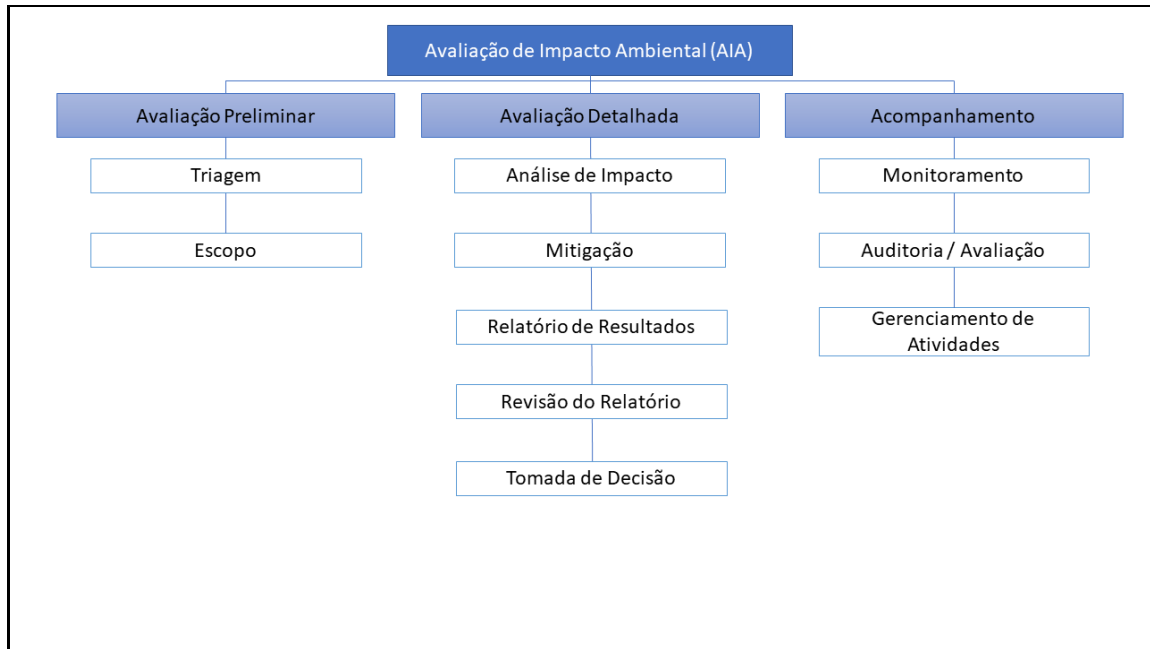 Avaliação de Impacto Ambiental (AIA)
Avaliação Preliminar
Triagem
Escopo
Avaliação Detalhada
Análise de Impacto
Mitigação
Relatório de Resultados
Revisão do Relatório
Tomada de Decisão
Acompanhamento
Monitoramento
Auditoria / Avaliação
Gerenciamento de
Atividades